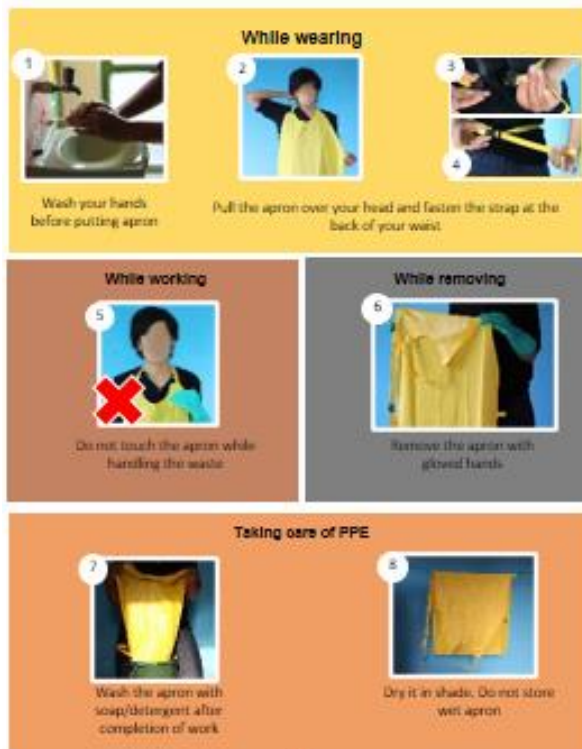 While wearing
1
2
3
4
Wash your hands
before putting apron
Pull the apron over your head and fasten the strap at the
back of your waist
While working
5
Do not touch the apron while
handling the waste
While removing
6
Remove the apron with
gloved hands
Taking care of PPE
7
Wash the apron with
soap/detergent after
completion of work
8
Dry it in shade. Do not store
wet apron